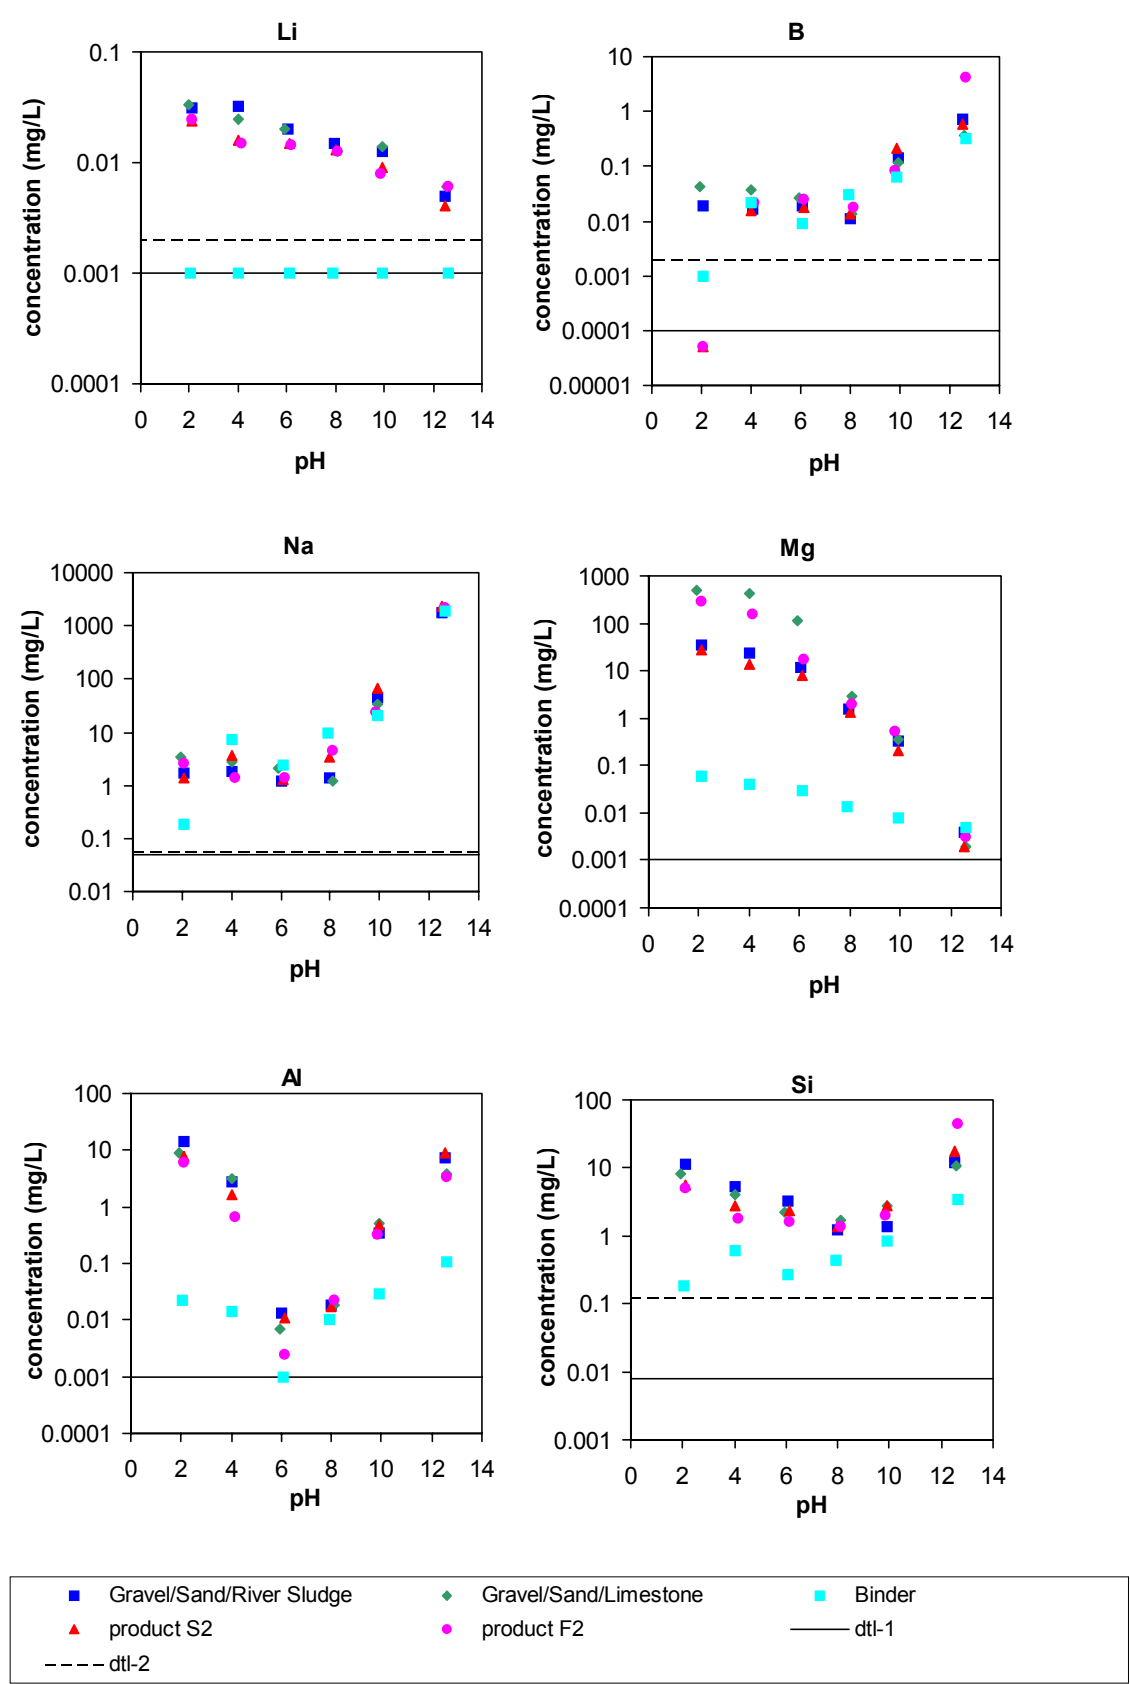 Li
0.1
0.01
0.001
0.0001
concentration (mg/L)
0 2 4 6 8 10 12 14
pH
B
10
1
0.1
0.01
0.001
0.0001
0.00001
concentration (mg/L)
0 2 4 6 8 10 12 14
pH
Na
10000
1000
100
10
1
0.1
0.01
concentration (mg/L)
0 2 4 6 8 10 12 14
pH
Mg
1000
100
10
1
0.1
0.01
0.001
0.0001
concentration (mg/L)
0 2 4 6 8 10 12 14
pH
Al
100
10
1
0.1
0.01
0.001
0.0001
concentration (mg/L)
0 2 4 6 8 10 12 14
pH
Si
100
10
1
0.1
0.01
0.001
concentration (mg/L)
0 2 4 6 8 10 12 14
pH
Gravel/Sand/River Sludge Gravel/Sand/Limestone Binder
product S2 product F2 dtl-1
dtl-2